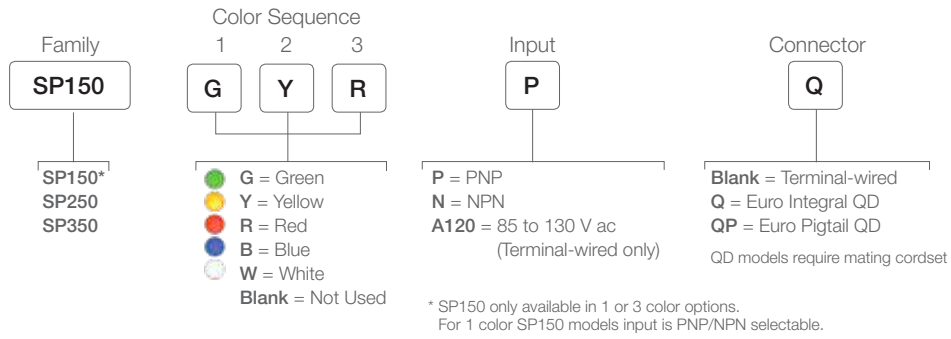 Color Sequence
Family 1 2 3 Input Connector
SP150 G Y R P Q
SP150*
SP250
SP350
G = Green
Y = Yellow
R = Red
B = Blue
W = White
Blank = Not Used
P = PNP
N = NPN
A120 = 85 to 130 V ac
(Terminal-wired only)
Blank = Terminal-wired
Q = Euro Integral QD
QP = Euro Pigtail QD
QD models require mating cordset
* SP150 only available in 1 or 3 color options.
For 1 color SP150 models input is PNP/NPN selectable.